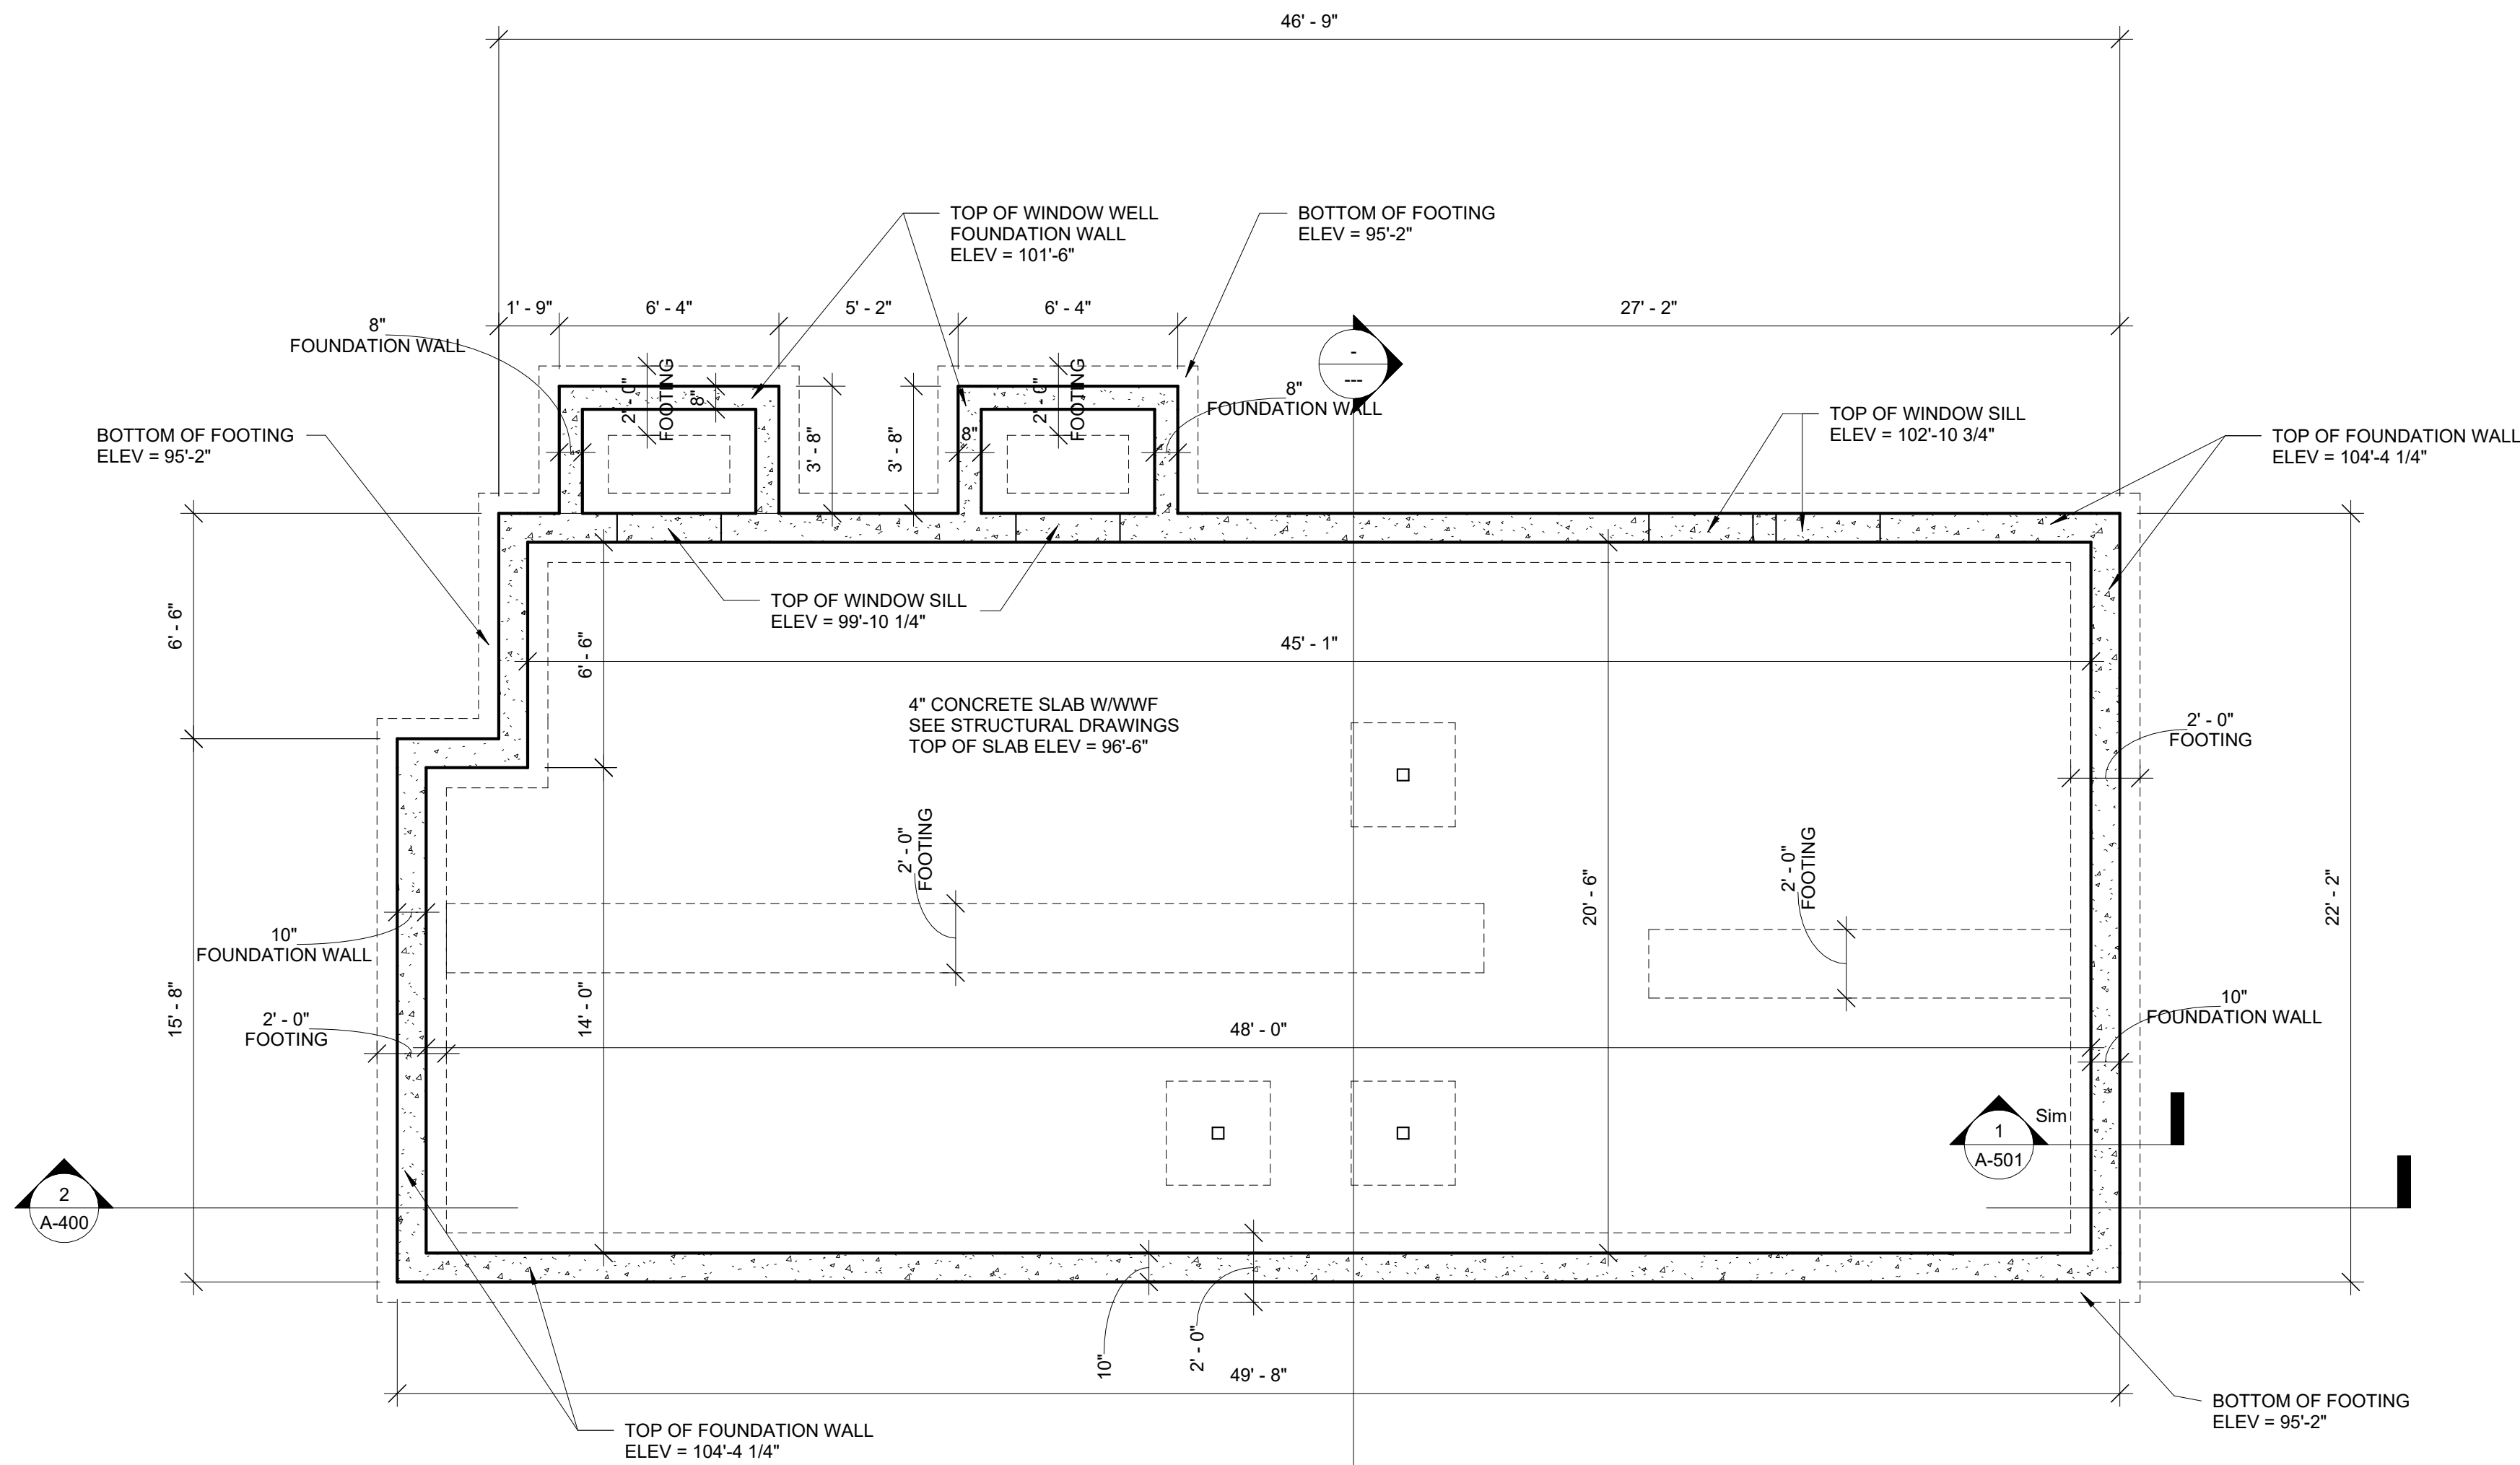 46' - 9"
TOP OF WINDOW WELL
FOUNDATION WALL
ELEV = 101'-6"
BOTTOM OF FOOTING
ELEV = 95'-2"
1' - 9"
6' - 4"
5' - 2"
6' - 4"
27' - 2"
8"
FOUNDATION WALL
-
---
2' - 0"
FOOTING
8"
3' - 8"
3' - 8"
8"
2' - 0"
FOOTING
8"
FOUNDATION WALL
TOP OF WINDOW SILL
ELEV = 102'-10 3/4"
TOP OF FOUNDATION WALL
ELEV = 104'-4 1/4"
BOTTOM OF FOOTING
ELEV = 95'-2"
6' - 6"
6' - 6"
TOP OF WINDOW SILL
ELEV = 99'-10 1/4"
45' - 1"
4" CONCRETE SLAB W/WWF
SEE STRUCTURAL DRAWINGS
TOP OF SLAB ELEV = 96'-6"
2' - 0"
FOOTING
2' - 0"
FOOTING
2' - 0"
FOOTING
20' - 6"
22' - 2"
10"
FOUNDATION WALL
15' - 8"
14' - 0"
2' - 0"
FOOTING
48' - 0"
10"
FOUNDATION WALL
1
A-501
Sim
2
A-400
10"
2' - 0"
49' - 8"
TOP OF FOUNDATION WALL
ELEV = 104'-4 1/4"
BOTTOM OF FOOTING
ELEV = 95'-2"